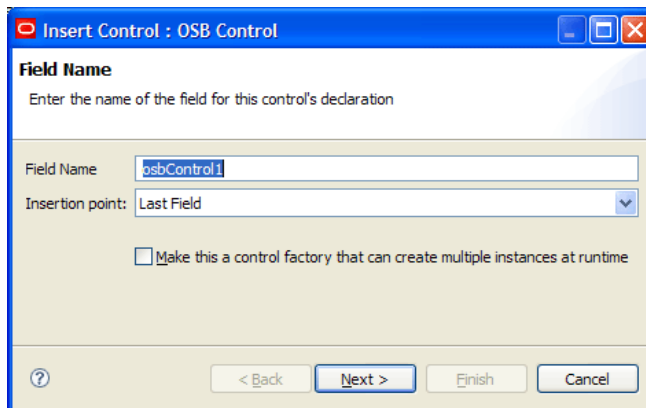 Insert Control : OSB Control
Field Name
Enter the name of the field for this control's declaration
Field Name osbControl1
Insertion point: Last Field
Make this a control factory that can create multiple instances at runtime
? < Back Next > Finish Cancel